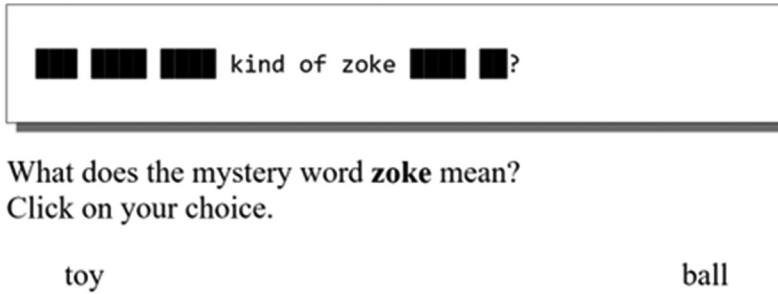 kind of zoke ?
What does the mystery word zoke mean?
Click on your choice.
toy ball